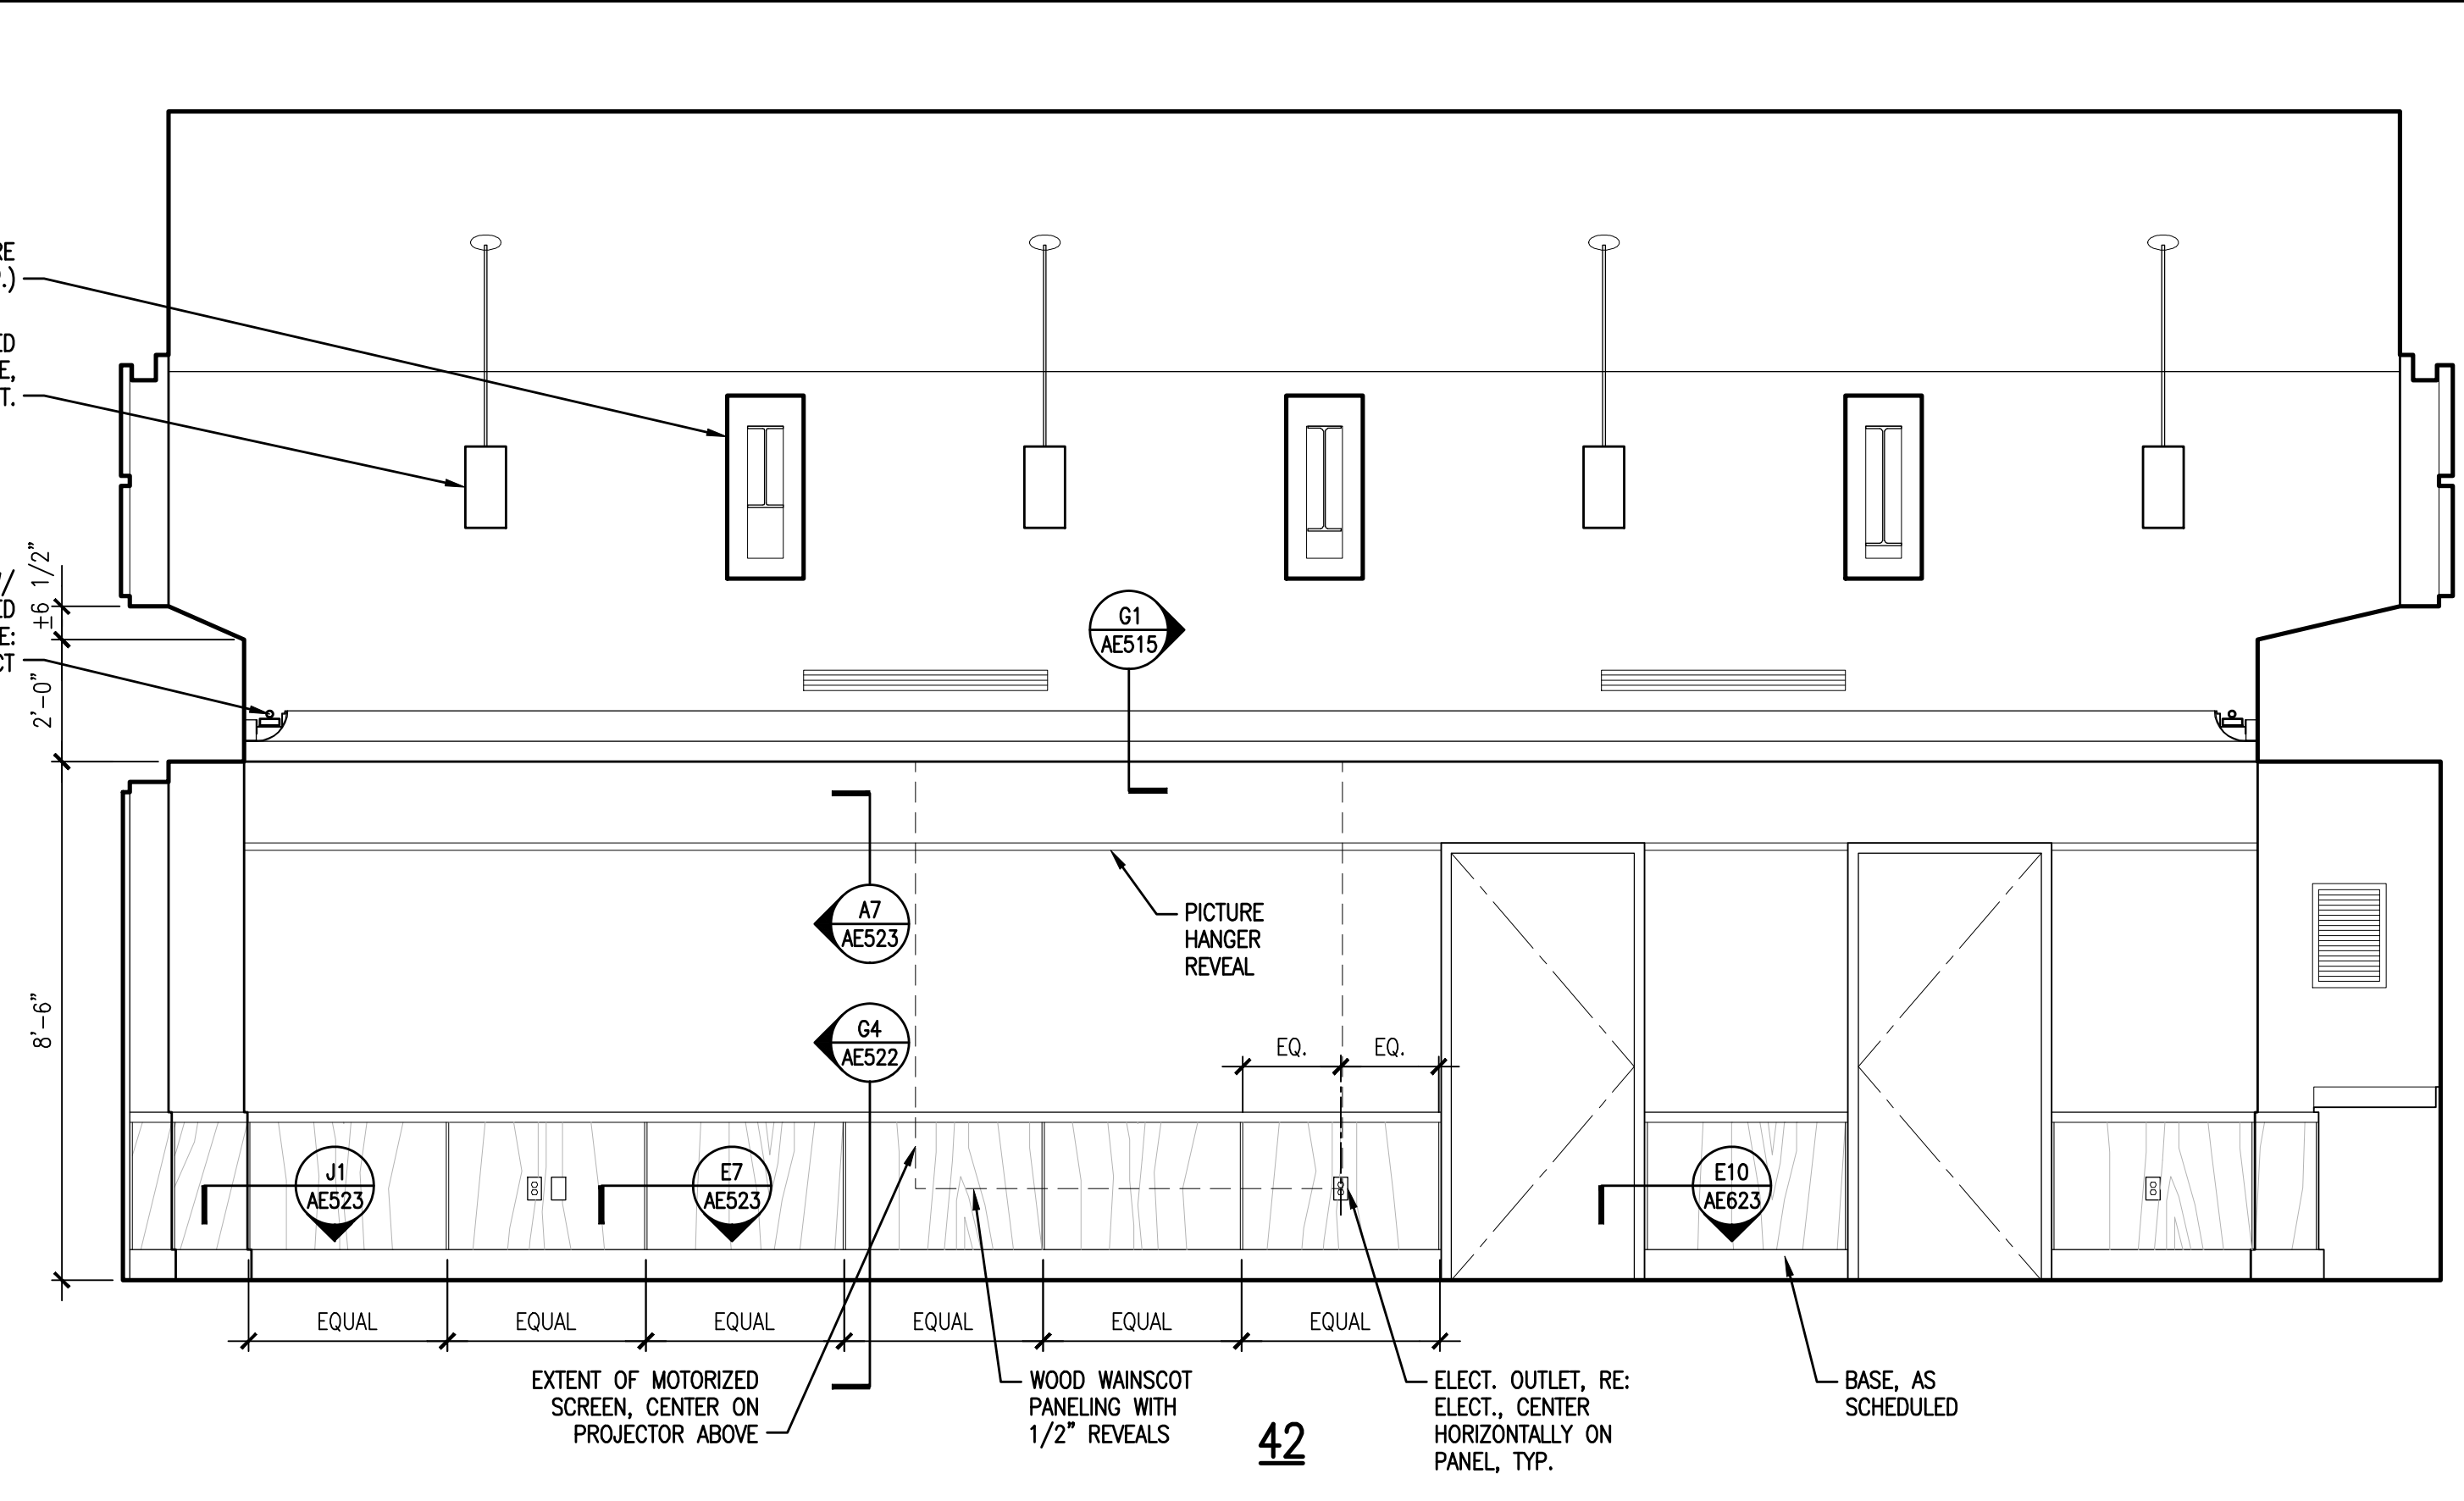 RE
P.)
ED
E,
T.
W/
ED
E:
CT
±6 1/2"
2'-0"
8'-6"
G1
AE515
A7
AE523
PICTURE
HANGER
REVEAL
G4
AE522
EQ.
EQ.
J1
AE523
E7
AE523
E10
AE623
EQUAL
EQUAL
EQUAL
EQUAL
EQUAL
EQUAL
EXTENT OF MOTORIZED
SCREEN, CENTER ON
PROJECTOR ABOVE
WOOD WAINSCOT
PANELING WITH
1/2" REVEALS
ELECT. OUTLET, RE:
ELECT., CENTER
HORIZONTALLY ON
PANEL, TYP.
BASE, AS
SCHEDULED
42